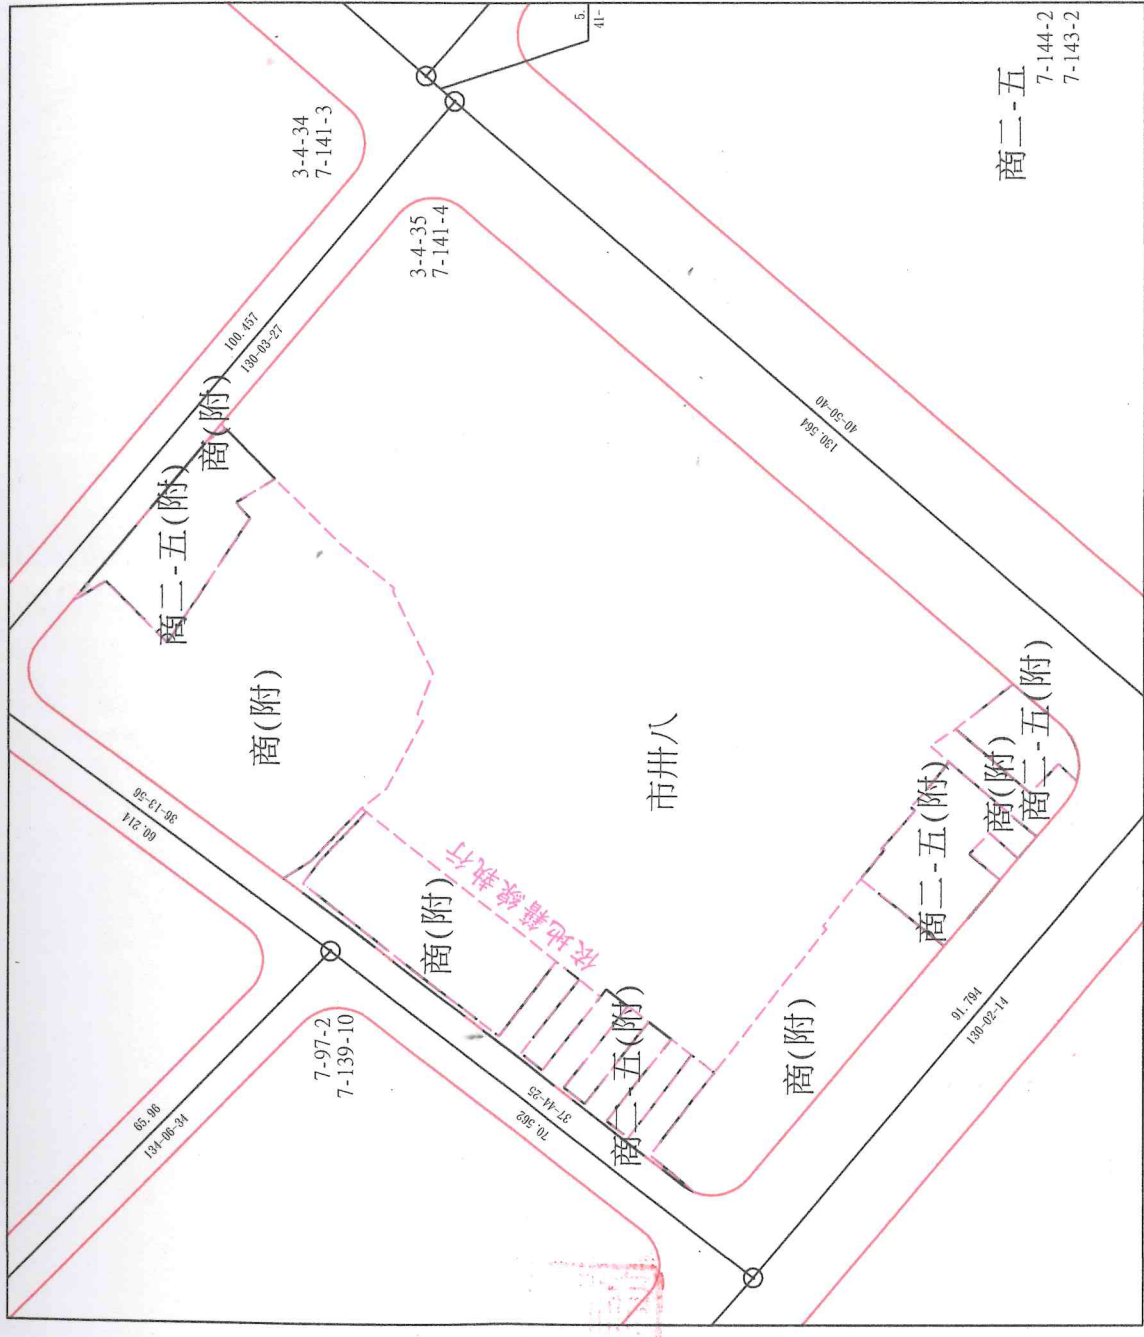 5.
41-
商二-五
7-144-2
7-143-2
3-4-34
7-141-3
3-4-35
7-141-4
100.457
130-03-27
商(附)
商二-五(附)
40-50-40
130.564
商(附)
市卅八
36-13-56
60.214
商(附)
依地籍線執行
商二-五(附)
商(附)
商二-五(附)
商二-五(附)
商(附)
7-97-2
7-139-10
65.96
134-06-34
37-44-25
70.562
91.794
130-02-14